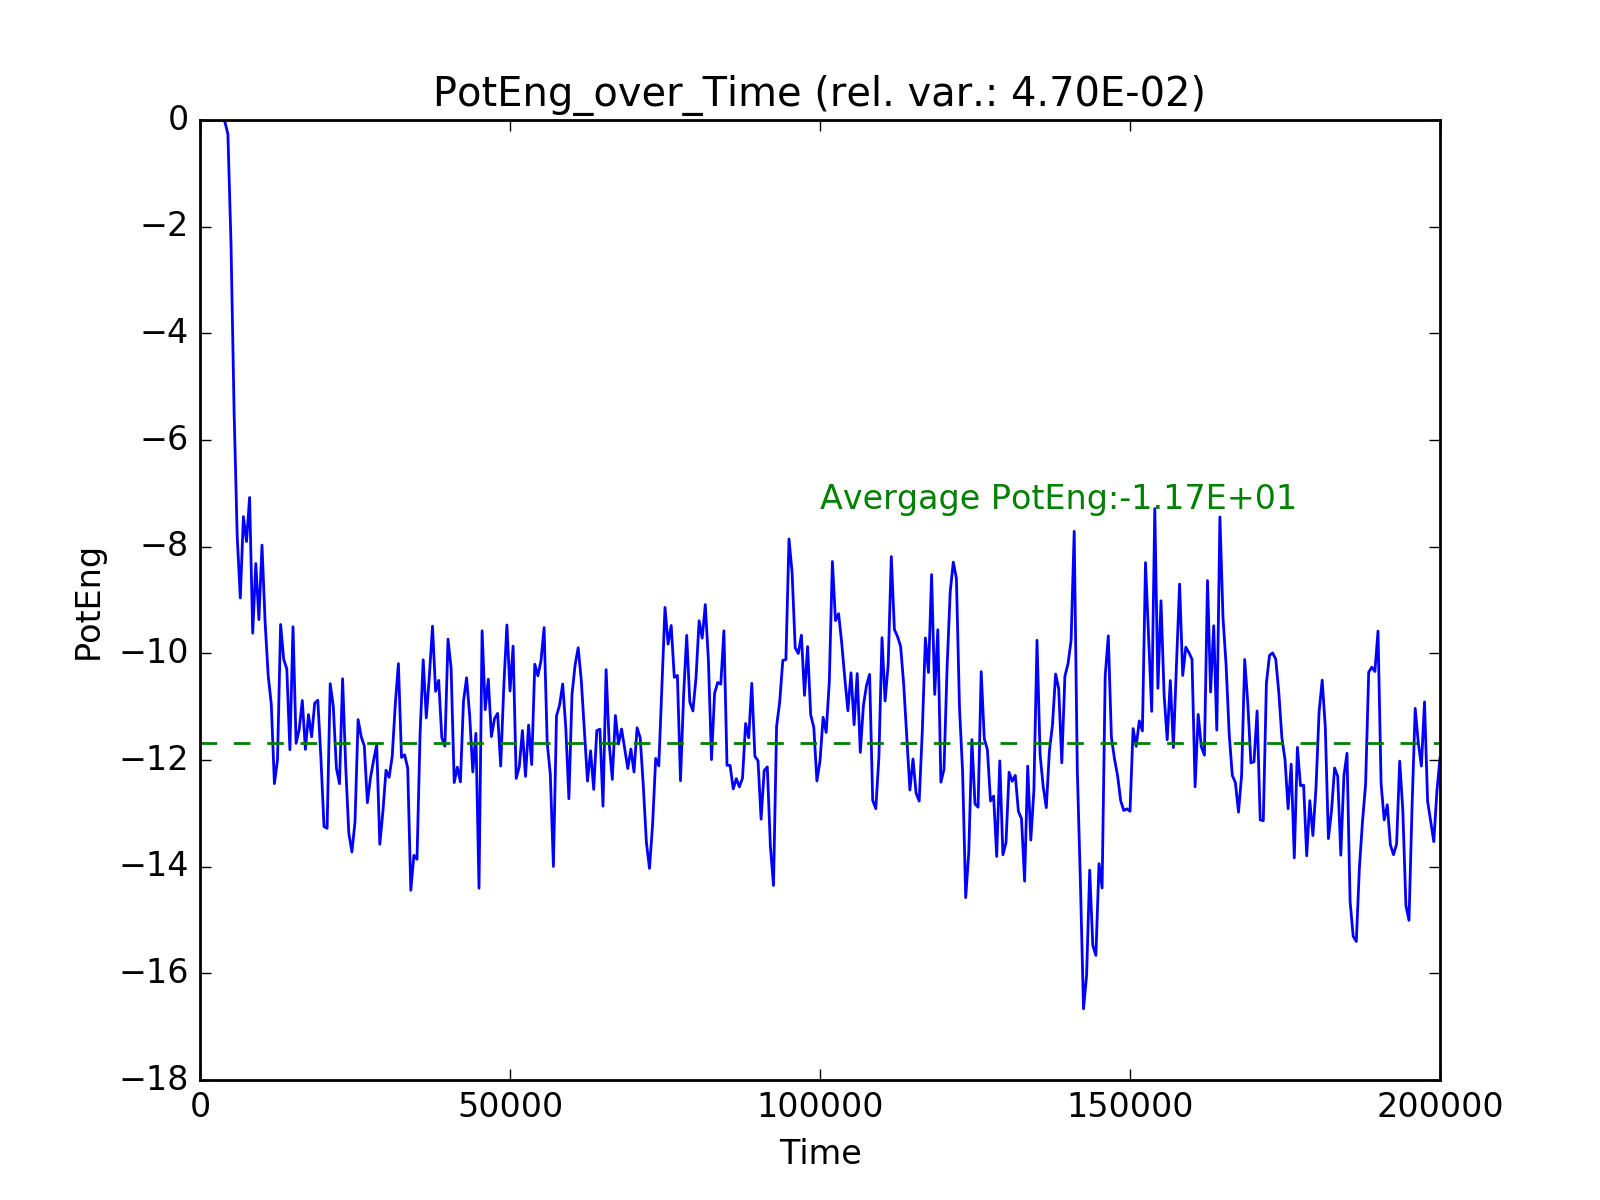 PotEng_over_Time (rel. var.: 4.70E-02)
0
−2
−4
−6
−8
−10
−12
−14
−16
−18
PotEng
Avergage PotEng:-1.17E+01
0 50000 100000 150000 200000
Time